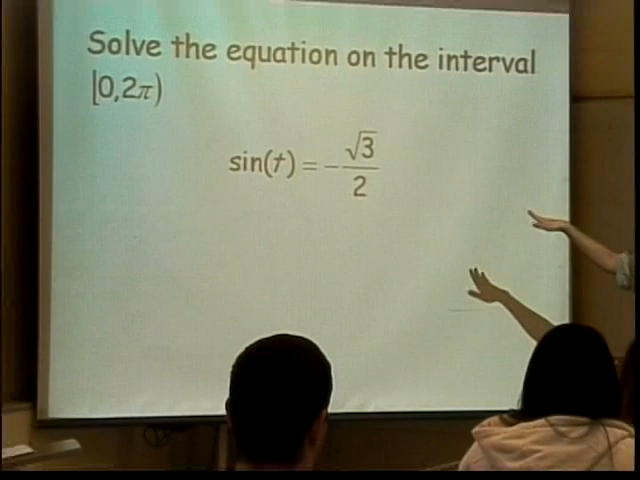 Solve the equation on the interval
[0,2π)
sin(t) = -√3/2